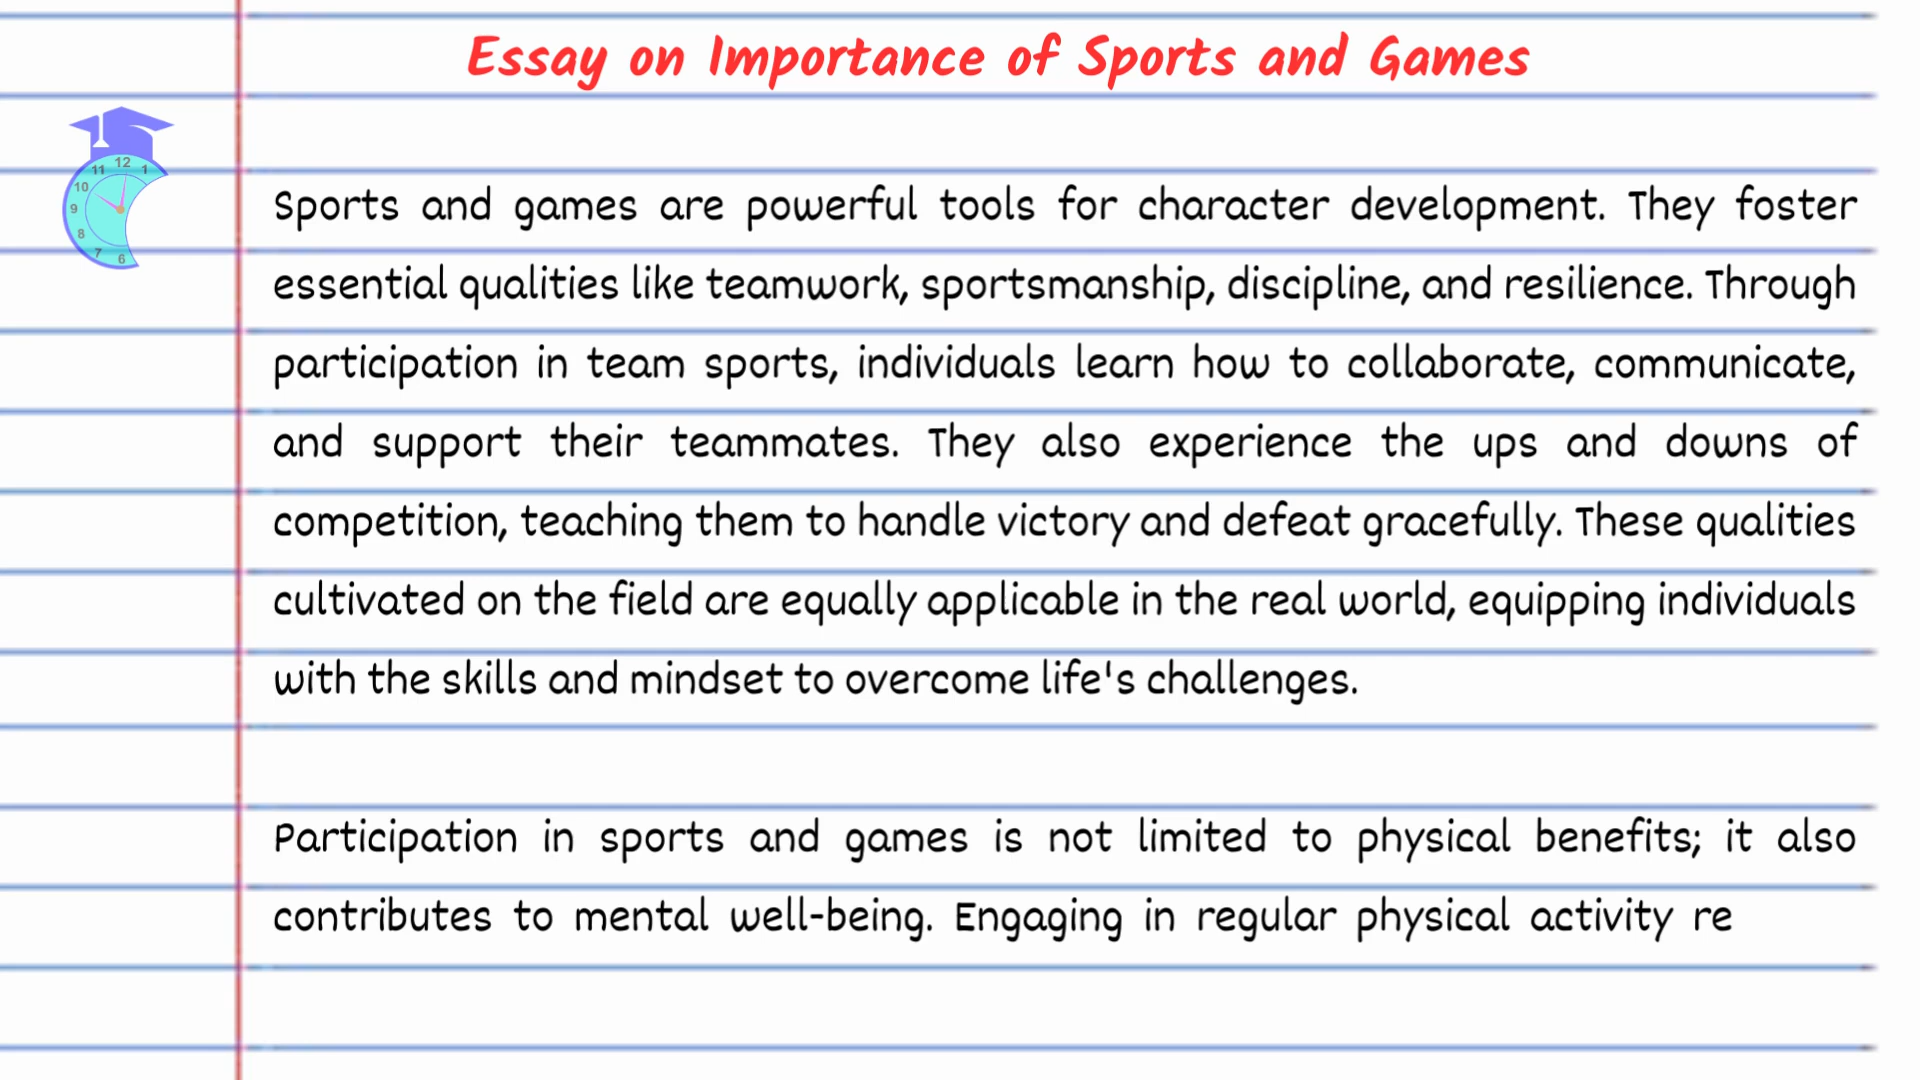 Essay on Importance of Sports and Games
12
11
1
10
9
8
7
6
Sports and games are powerful tools for character development. They foster
essential qualities like teamwork, sportsmanship, discipline, and resilience. Through
participation in team sports, individuals learn how to collaborate, communicate,
and support their teammates. They also experience the ups and downs of
competition, teaching them to handle victory and defeat gracefully. These qualities
cultivated on the field are equally applicable in the real world, equipping individuals
with the skills and mindset to overcome life's challenges.
Participation in sports and games is not limited to physical benefits; it also
contributes to mental well-being. Engaging in regular physical activity re